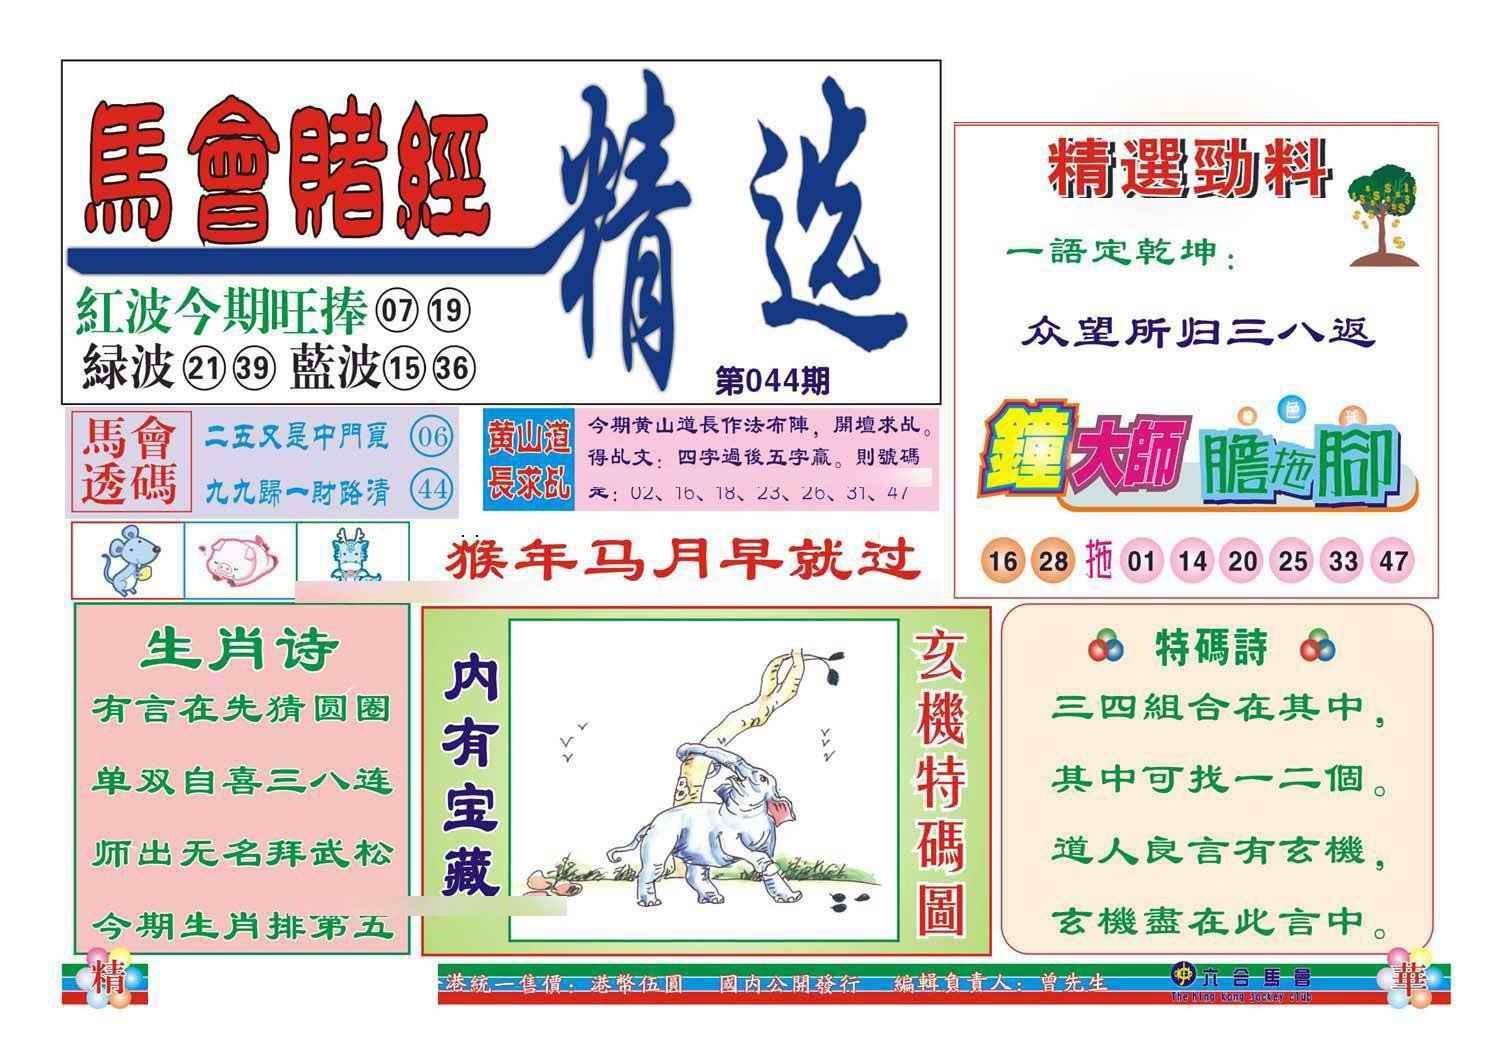 馬會賭經
精选
紅波今期旺捧 07 19
緑波 21 39 藍波 15 36
第044期
精選勁料
一語定乾坤：
众望所归三八返
鐘大師膽拖腳
16 28 拖 01 14 20 25 33 47
馬會透碼
二五又是中門覓 06
九九歸一財路清 44
黄山道長求乩
今期黄山道長作法布陣，開壇求乩。
得乩文：四字過後五字贏。則號碼
是：02、16、18、23、26、31、47
猴年马月早就过
生肖诗
有言在先猜圆圈
单双自喜三八连
师出无名拜武松
今期生肖排第五
内有宝藏
玄機特碼圖
特碼詩
三四組合在其中，
其中可找一二個。
道人良言有玄機，
玄機盡在此言中。
精
港統一售價：港幣伍圓 國内公開發行 編輯負責人：曾先生
六合馬會
The hing kong jockey club
華